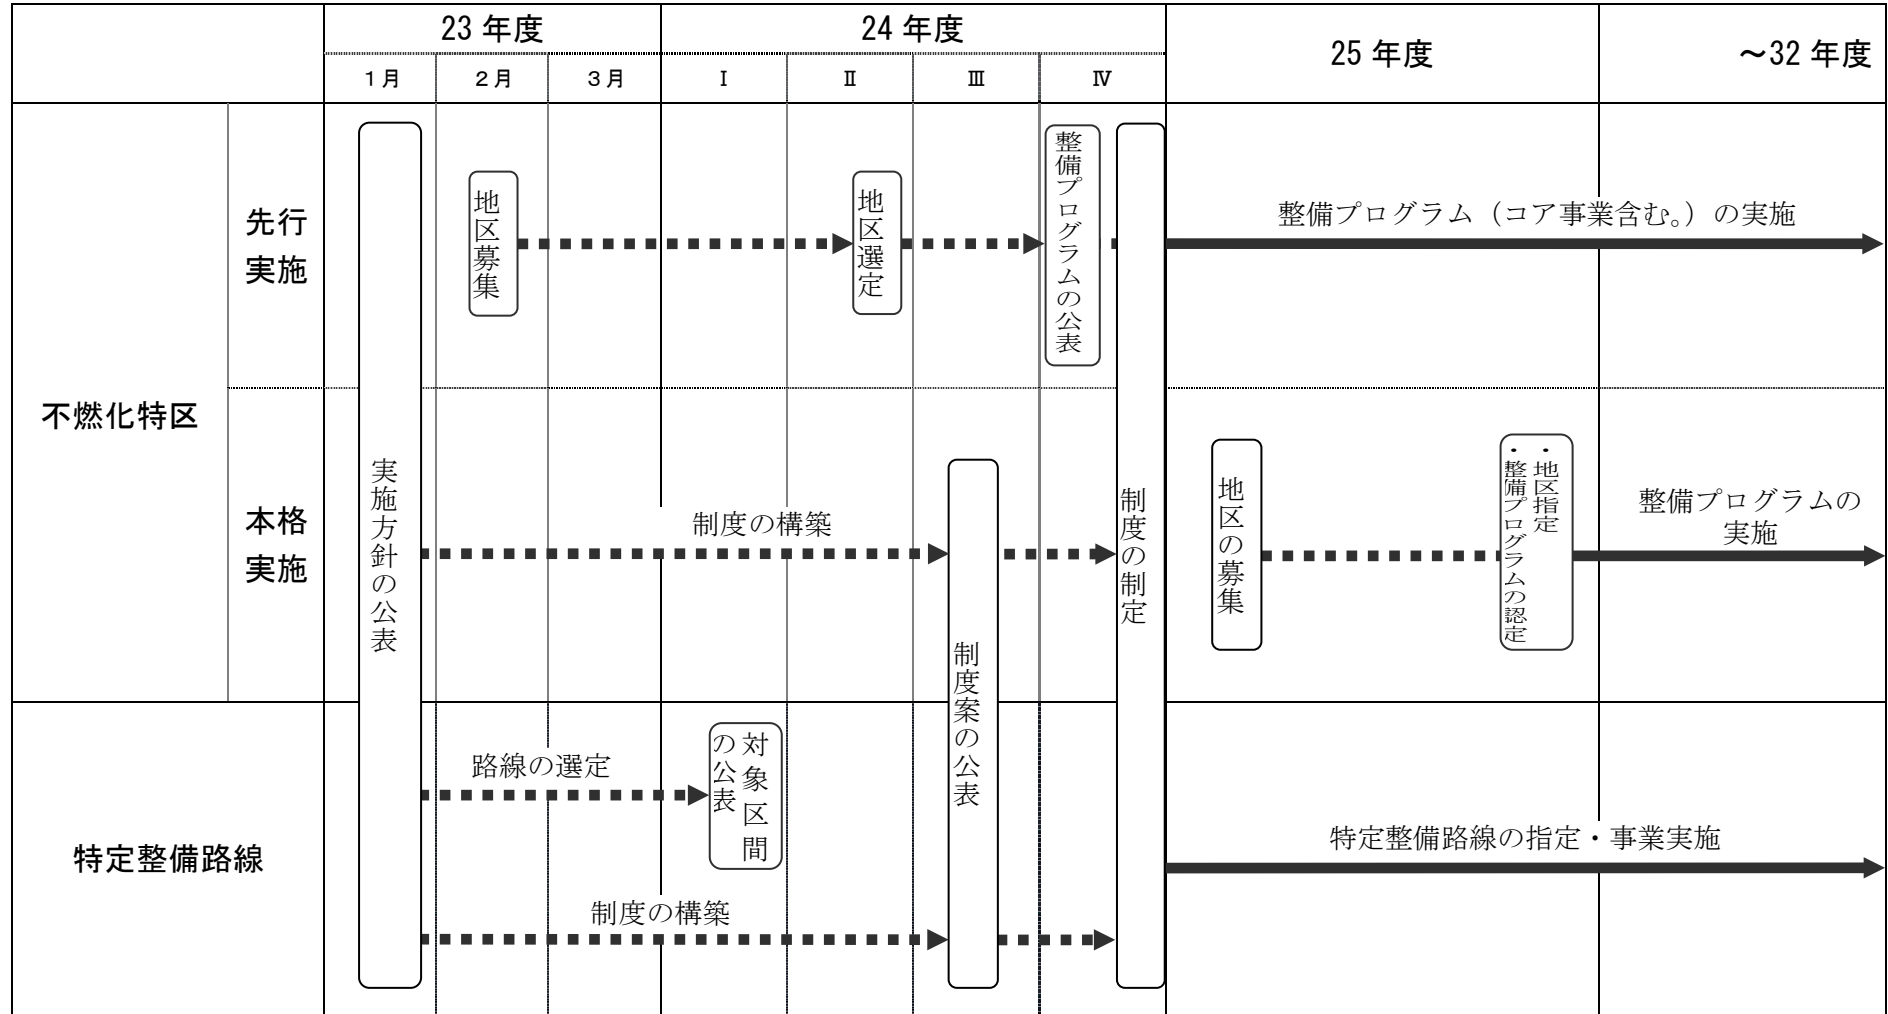 23 年度
24 年度
25 年度
～32 年度
1月
2月
3月
Ⅰ
Ⅱ
Ⅲ
Ⅳ
不燃化特区
先行
実施
地区募集
地区選定
整備プログラムの公表
整備プログラム（コア事業含む。）の実施
本格
実施
実施方針の公表
制度の構築
制度案の公表
制度の制定
地区の募集
・地区指定
・整備プログラムの認定
整備プログラムの
実施
特定整備路線
路線の選定
対象区間
の公表
制度の構築
特定整備路線の指定・事業実施